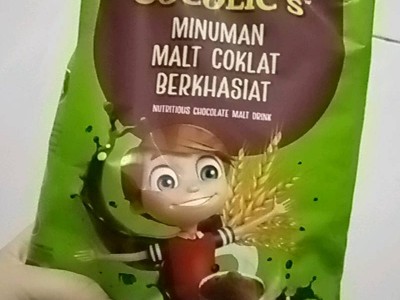 MINUMAN
MALT COKLAT
BERKHASIAT
NUTRITIOUS CHOCOLATE MALT DRINK